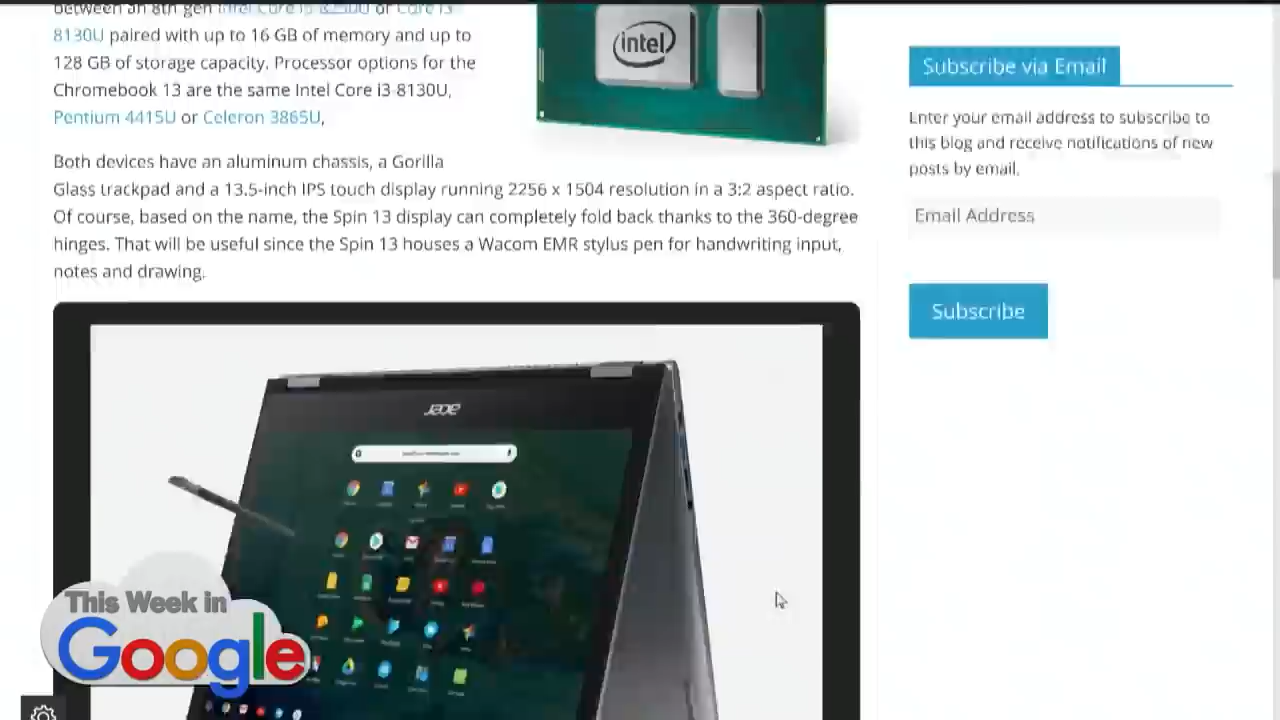 between an 8th gen Intel Core i5 8250U or Core i3
8130U paired with up to 16 GB of memory and up to
128 GB of storage capacity. Processor options for the
Chromebook 13 are the same Intel Core i3 8130U,
Pentium 4415U or Celeron 3865U,
Both devices have an aluminum chassis, a Gorilla
Glass trackpad and a 13.5-inch IPS touch display running 2256 x 1504 resolution in a 3:2 aspect ratio.
Of course, based on the name, the Spin 13 display can completely fold back thanks to the 360-degree
hinges. That will be useful since the Spin 13 houses a Wacom EMR stylus pen for handwriting input,
notes and drawing.
intel
acer
This Week in
Google
Subscribe via Email
Enter your email address to subscribe to
this blog and receive notifications of new
posts by email.
Email Address
Subscribe